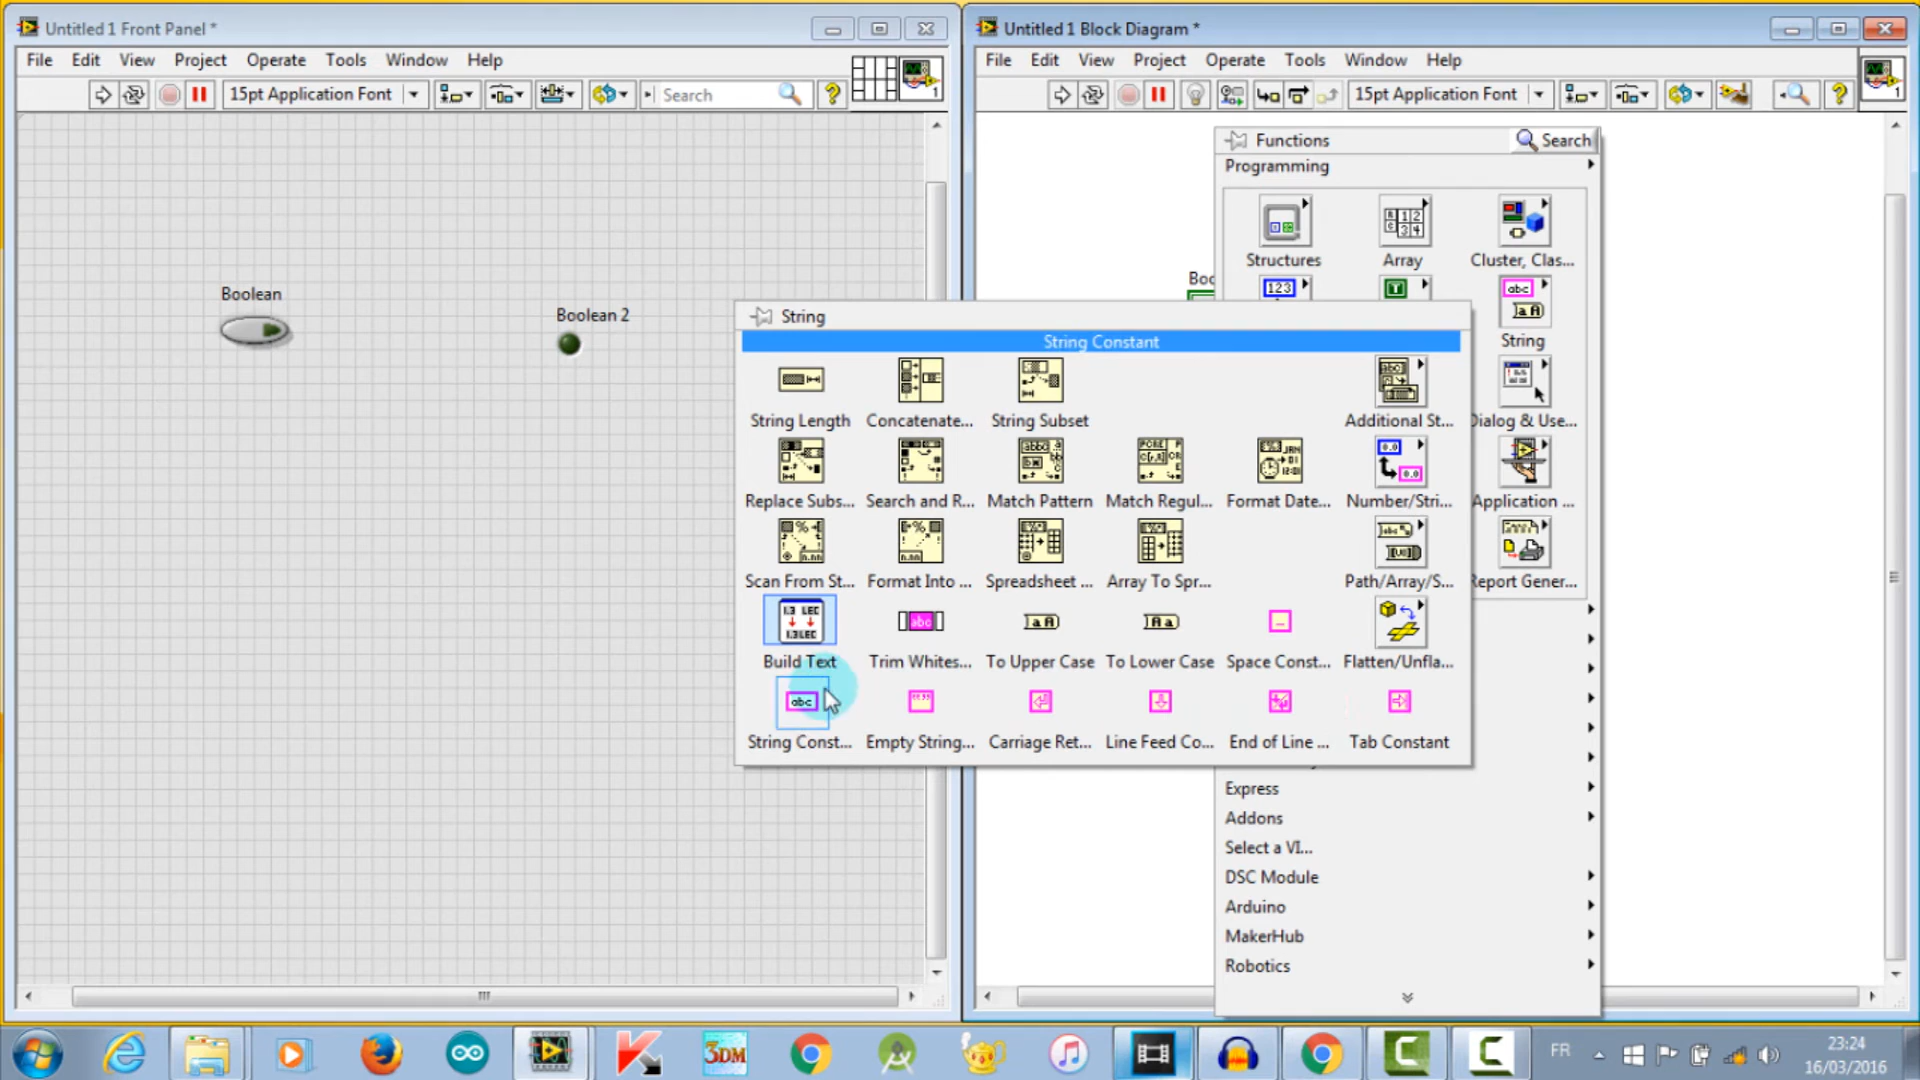 Untitled 1 Front Panel *
File Edit View Project Operate Tools Window Help
15pt Application Font Search
1
Boolean
Boolean 2
Untitled 1 Block Diagram *
File Edit View Project Operate Tools Window Help
15pt Application Font
1
Functions Search
Programming
Structures Array Cluster, Clas...
String
Dialog & Use...
Application ...
Report Gener...
String
String Constant
String Length Concatenate... String Subset Additional St...
Replace Subs... Search and R... Match Pattern Match Regul... Format Date... Number/Stri...
Scan From St... Format Into ... Spreadsheet ... Array To Spr... Path/Array/S...
Build Text Trim Whites... To Upper Case To Lower Case Space Const... Flatten/Unfla...
String Const... Empty String... Carriage Ret... Line Feed Co... End of Line ... Tab Constant
Express
Addons
Select a VI...
DSC Module
Arduino
MakerHub
Robotics
3DM
FR
23:24
16/03/2016